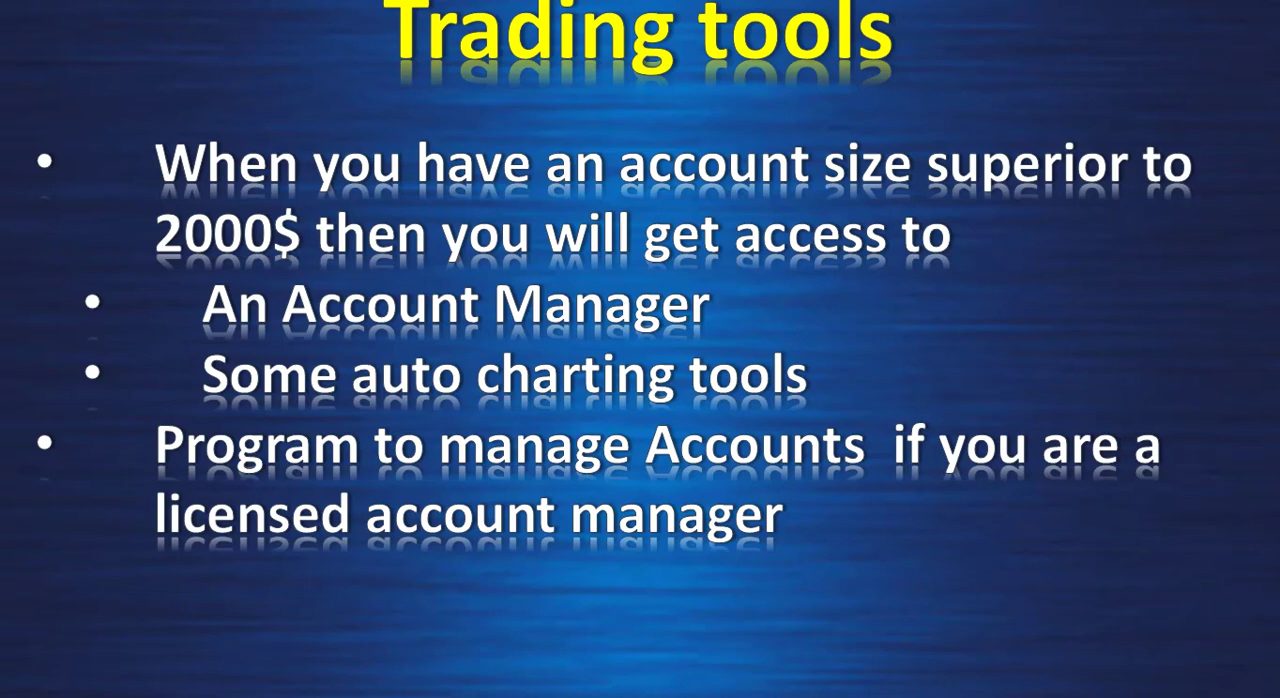 Trading tools
• When you have an account size superior to
2000$ then you will get access to
• An Account Manager
• Some auto charting tools
• Program to manage Accounts  if you are a
licensed account manager